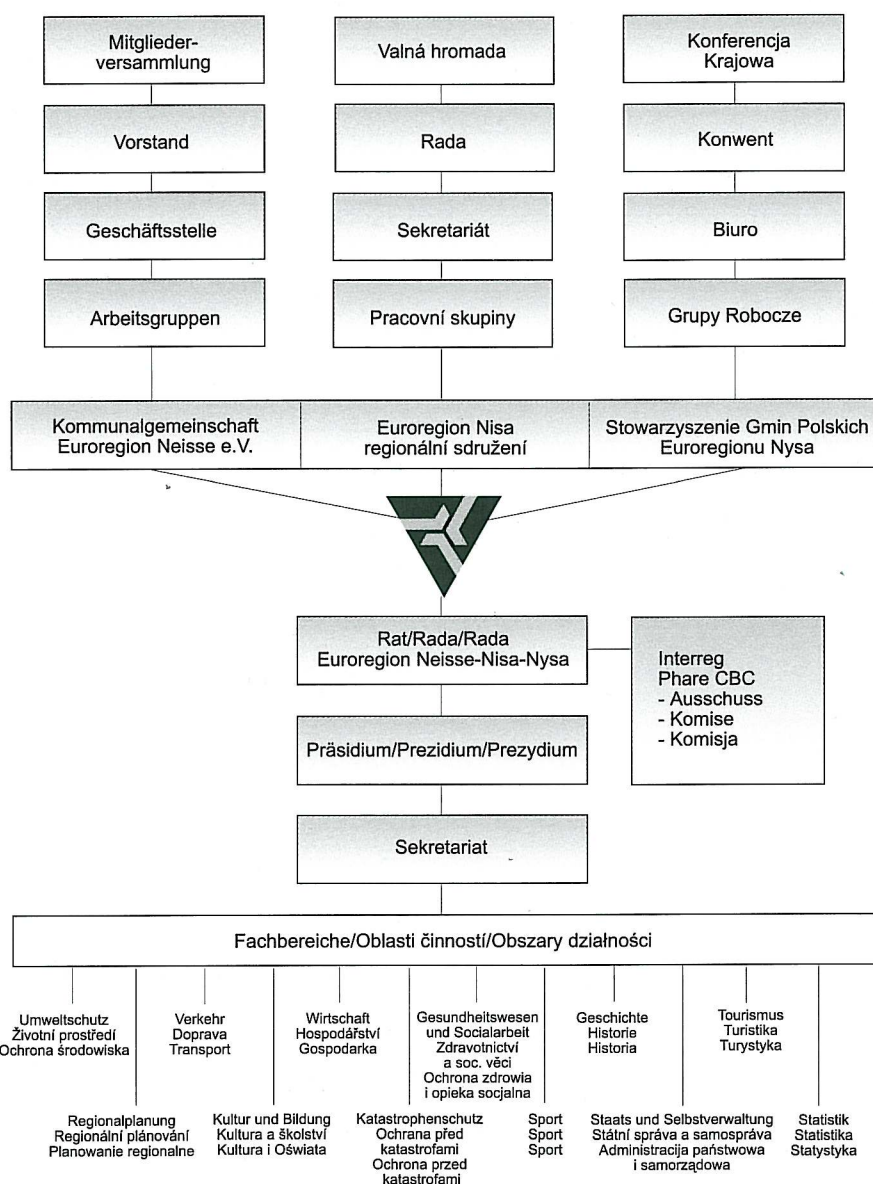 Mitglieder-
versammlung
Valná hromada
Konferencja
Krajowa
Vorstand
Rada
Konwent
Geschäftsstelle
Sekretariát
Biuro
Arbeitsgruppen
Pracovní skupiny
Grupy Robocze
Kommunalgemeinschaft
Euroregion Neisse e.V.
Euroregion Nisa
regionální sdružení
Stowarzyszenie Gmin Polskich
Euroregionu Nysa
Rat/Rada/Rada
Euroregion Neisse-Nisa-Nysa
Interreg
Phare CBC
- Ausschuss
- Komise
- Komisja
Präsidium/Prezidium/Prezydium
Sekretariat
Fachbereiche/Oblasti činností/Obszary działności
Umweltschutz
Životní prostředí
Ochrona środowiska
Verkehr
Doprava
Transport
Wirtschaft
Hospodářství
Gospodarka
Gesundheitswesen
und Socialarbeit
Zdravotnictví
a soc. věci
Ochrona zdrowia
i opieka socjalna
Geschichte
Historie
Historia
Tourismus
Turistika
Turystyka
Regionalplanung
Regionální plánování
Planowanie regionalne
Kultur und Bildung
Kultura a školství
Kultura i Oświata
Katastrophenschutz
Ochrana před
katastrofami
Ochrona przed
katastrofami
Sport
Sport
Sport
Staats und Selbstverwaltung
Státní správa a samospráva
Administracija państwowa
i samorządowa
Statistik
Statistika
Statystyka